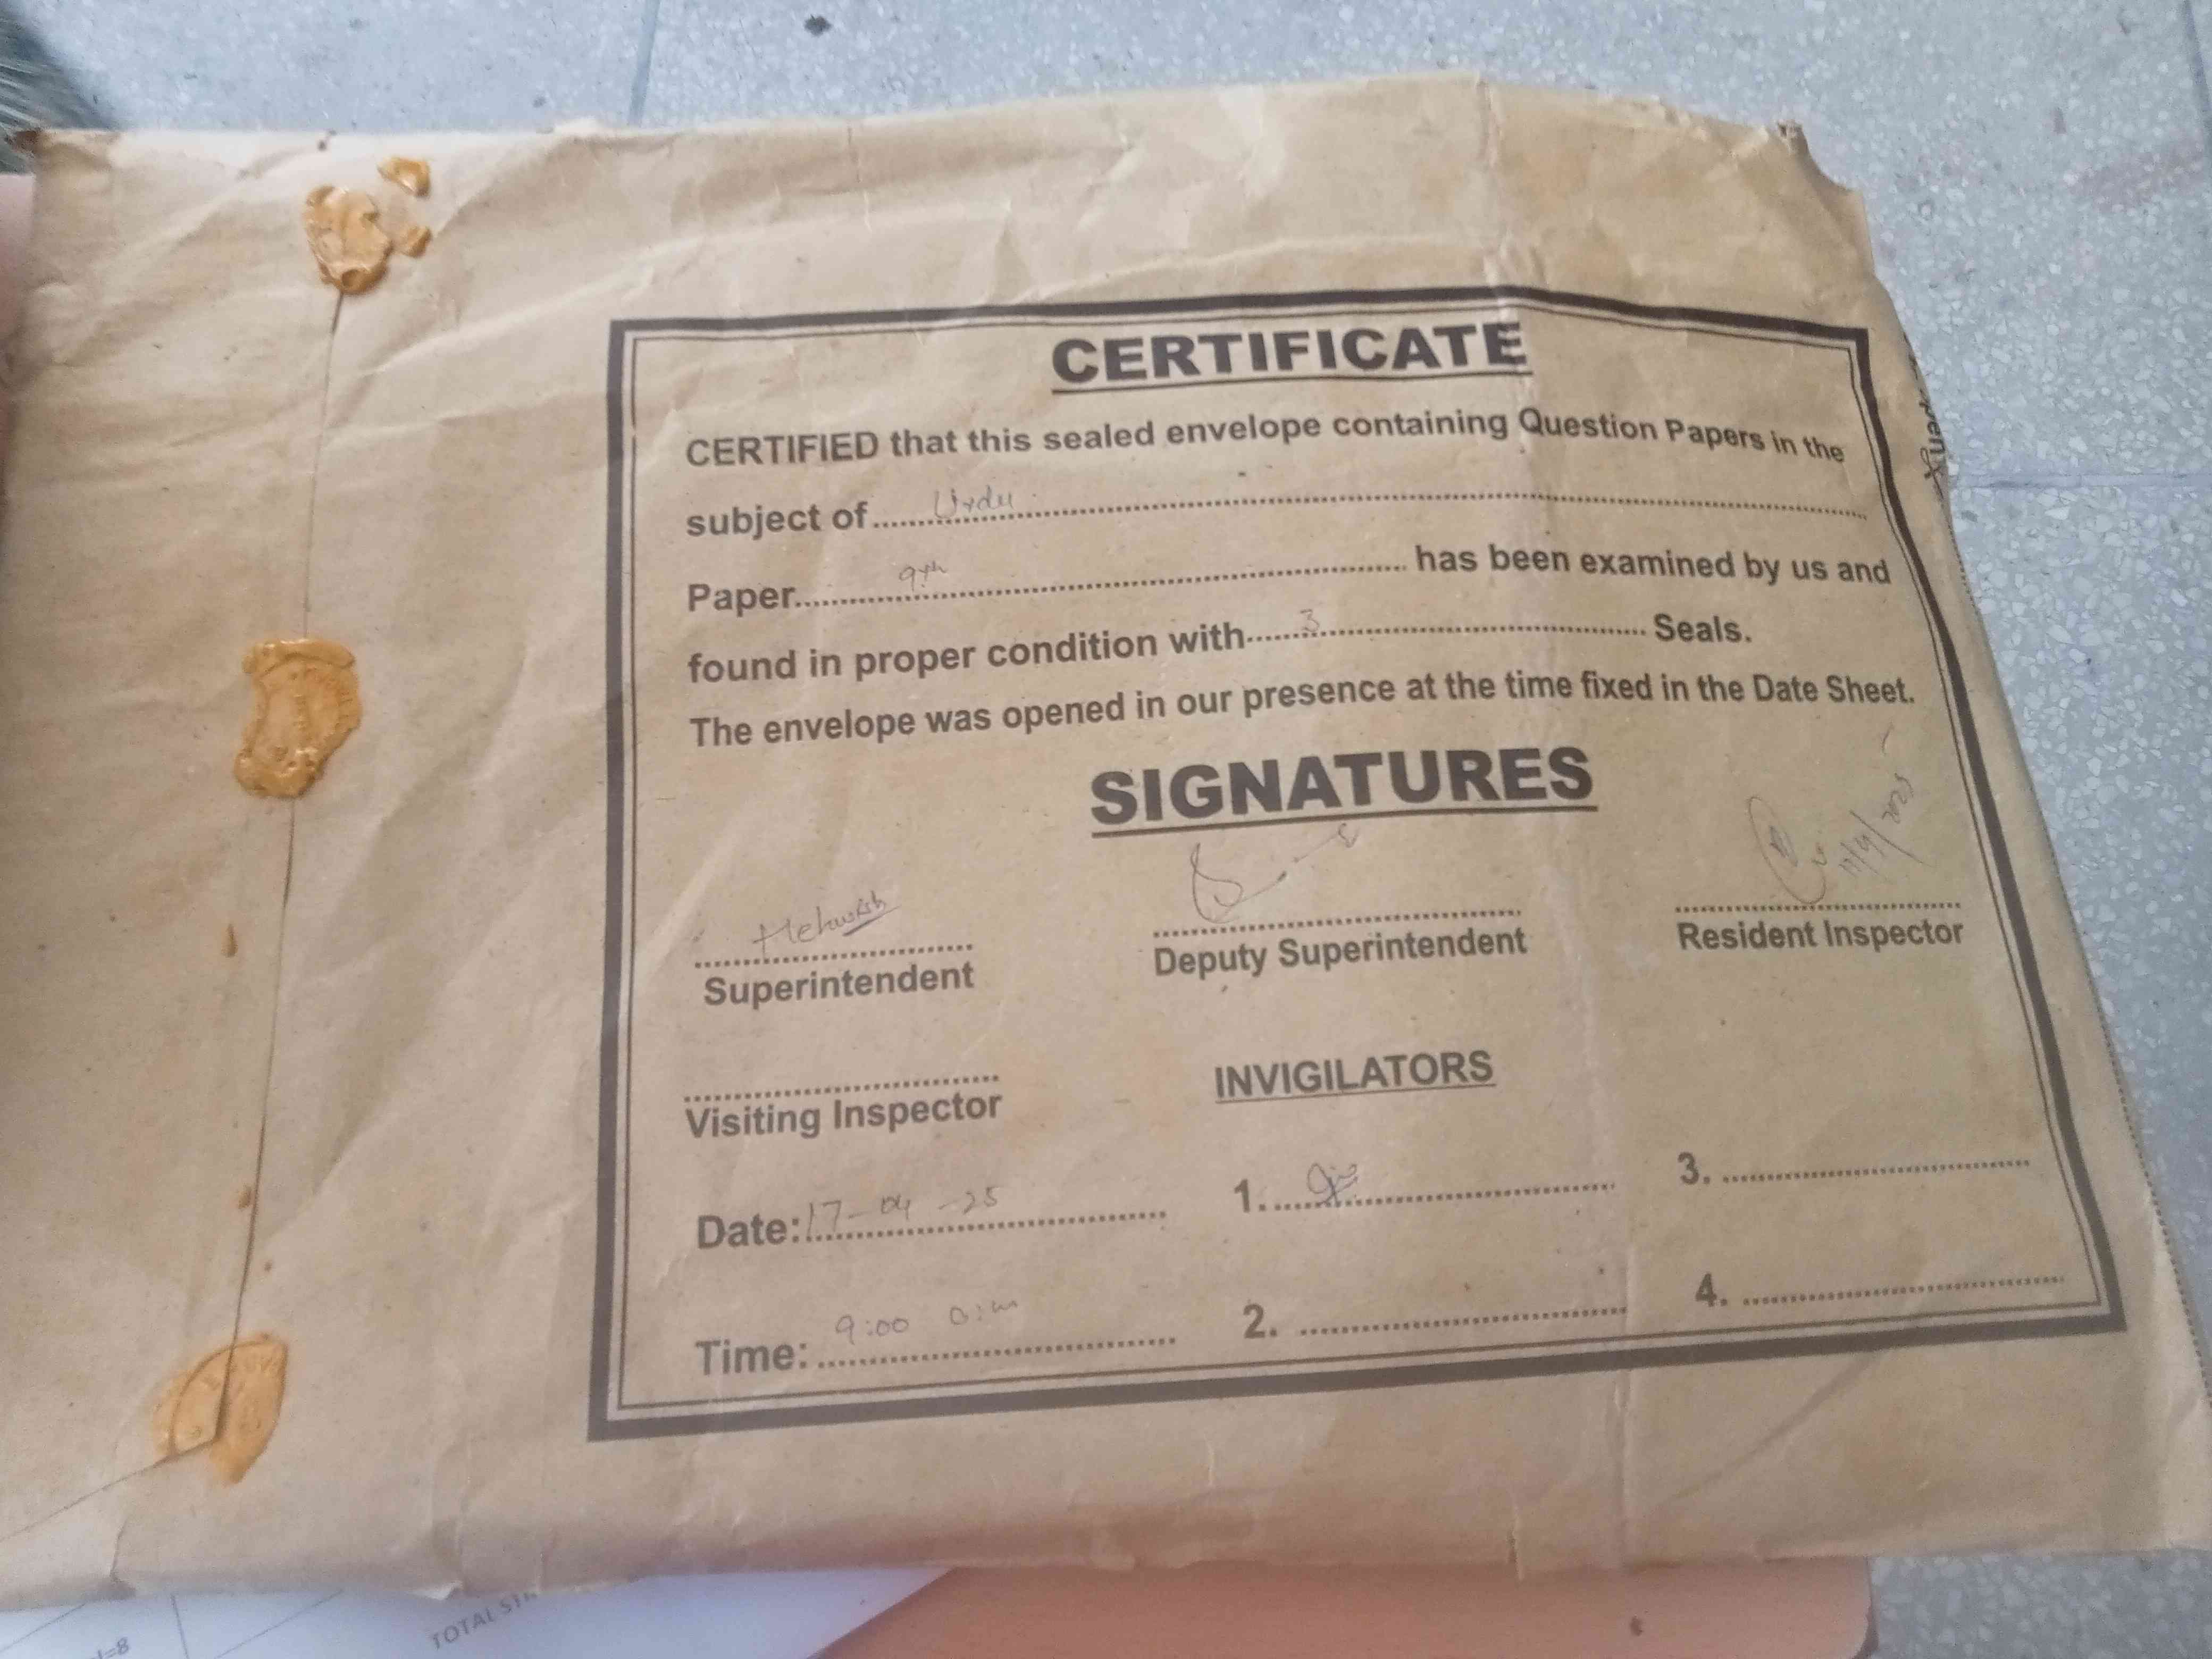 CERTIFICATE
CERTIFIED that this sealed envelope containing Question Papers in the
subject of Urdu
Paper 9th has been examined by us and
found in proper condition with 3 Seals.
The envelope was opened in our presence at the time fixed in the Date Sheet.
SIGNATURES
Mehwish
Superintendent
Deputy Superintendent
Resident Inspector
Visiting Inspector
INVIGILATORS
Date: 17-04-25
1.
3.
Time: 9:00 a:m
2.
4.
TOTAL